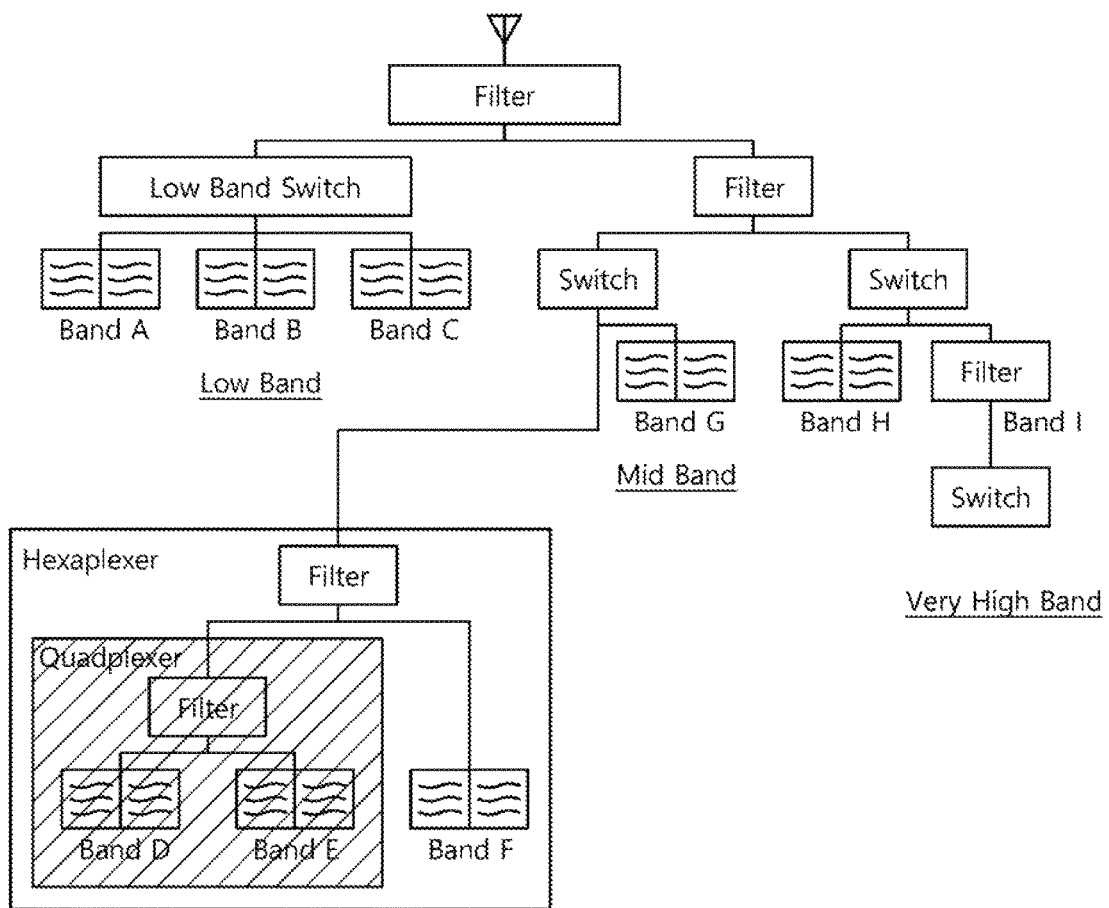 Filter
Low Band Switch
Filter
Switch
Switch
Band A
Band B
Band C
Filter
Low Band
Band G
Band H
Band I
Mid Band
Switch
Hexaplexer
Filter
Very High Band
Quadplexer
Filter
Band D
Band E
Band F